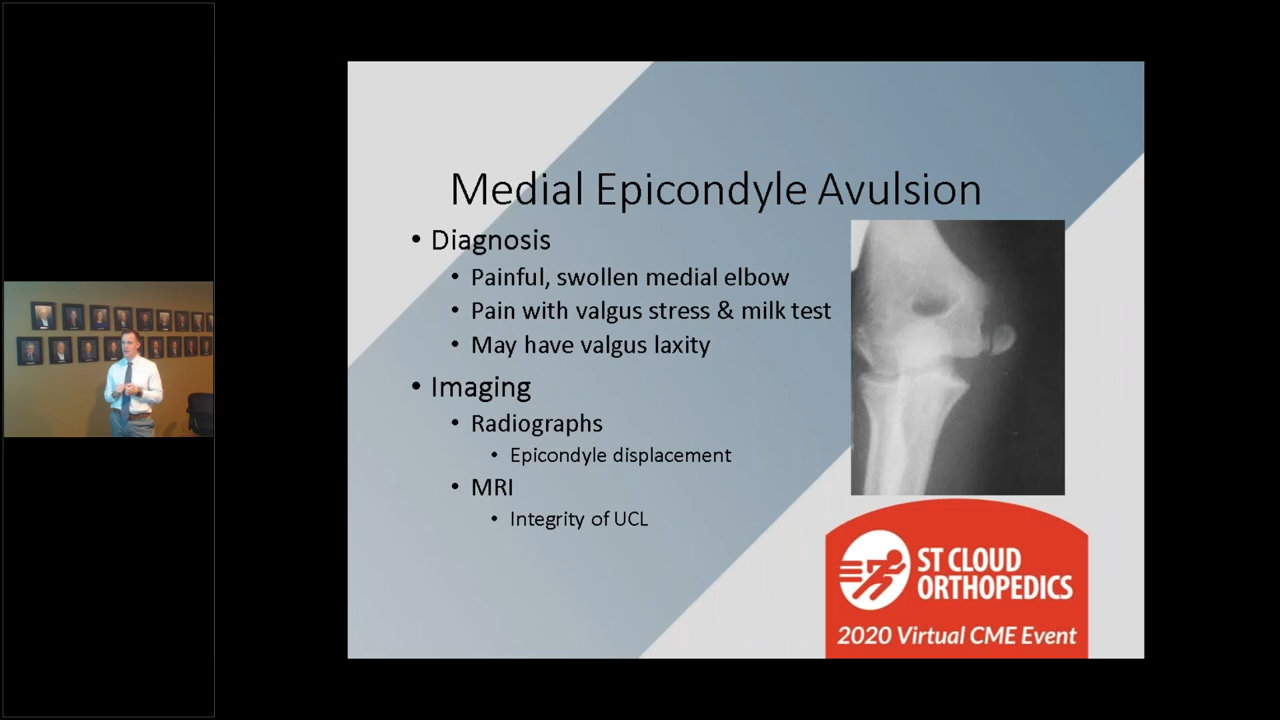 Medial Epicondyle Avulsion
• Diagnosis
• Painful, swollen medial elbow
• Pain with valgus stress & milk test
• May have valgus laxity
• Imaging
• Radiographs
• Epicondyle displacement
• MRI
• Integrity of UCL
ST CLOUD
ORTHOPEDICS
2020 Virtual CME Event